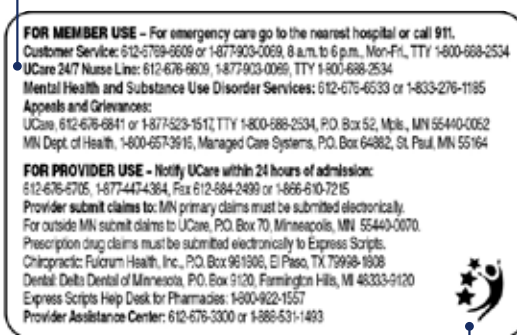 FOR MEMBER USE – For emergency care go to the nearest hospital or call 911.
Customer Service: 612-6769-6609 or 1-877-903-0069, 8 a.m. to 6 p.m., Mon-Fri., TTY 1-800-688-2534
UCare 24/7 Nurse Line: 612-676-6609, 1-877-903-0069, TTY 1-800-688-2534
Mental Health and Substance Use Disorder Services: 612-676-6533 or 1-833-276-1185
Appeals and Grievances:
UCare, 612-676-6841 or 1-877-523-1517, TTY 1-800-688-2534, P.O. Box 52, Mpls., MN 55440-0052
MN Dept. of Health, 1-800-657-3916, Managed Care Systems, P.O. Box 64882, St. Paul, MN 55164
FOR PROVIDER USE – Notify UCare within 24 hours of admission:
612-676-6705, 1-877-447-4384, Fax 612-884-2499 or 1-866-610-7215
Provider submit claims to: MN primary claims must be submitted electronically.
For outside MN submit claims to UCare, P.O. Box 70, Minneapolis, MN 55440-0070.
Prescription drug claims must be submitted electronically to Express Scripts.
Chiropractic: Fulcrum Health, Inc., P.O. Box 981808, El Paso, TX 79998-1808
Dental: Delta Dental of Minnesota, P.O. Box 9120, Farmington Hills, MI 48333-9120
Express Scripts Help Desk for Pharmacies: 1-800-922-1557
Provider Assistance Center: 612-676-3300 or 1-888-531-1493